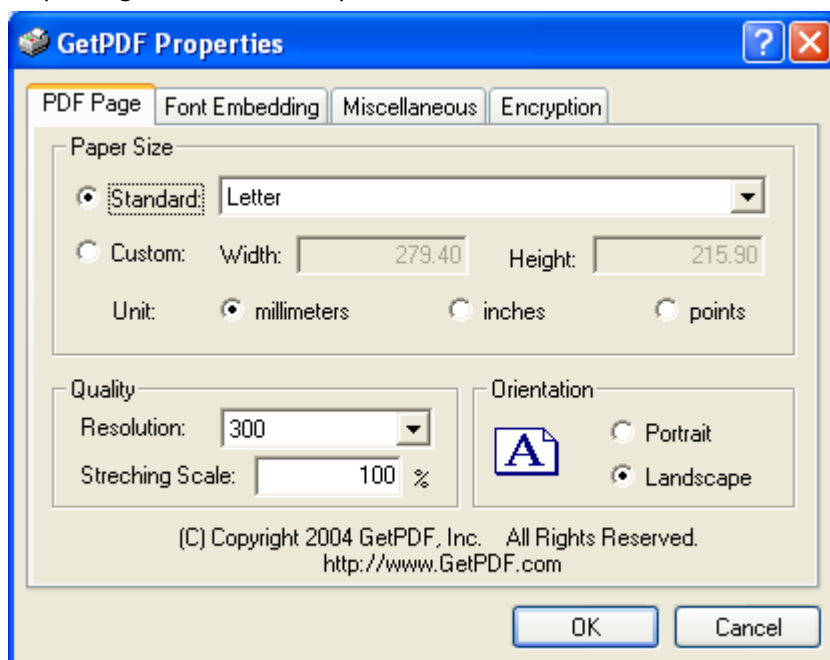 GetPDF Properties
PDF Page Font Embedding Miscellaneous Encryption
Paper Size
Standard: Letter
Custom: Width: 279.40 Height: 215.90
Unit: millimeters inches points
Quality
Resolution: 300
Streching Scale: 100 %
Orientation
A
Portrait
Landscape
(C) Copyright 2004 GetPDF, Inc. All Rights Reserved.
http://www.GetPDF.com
OK Cancel